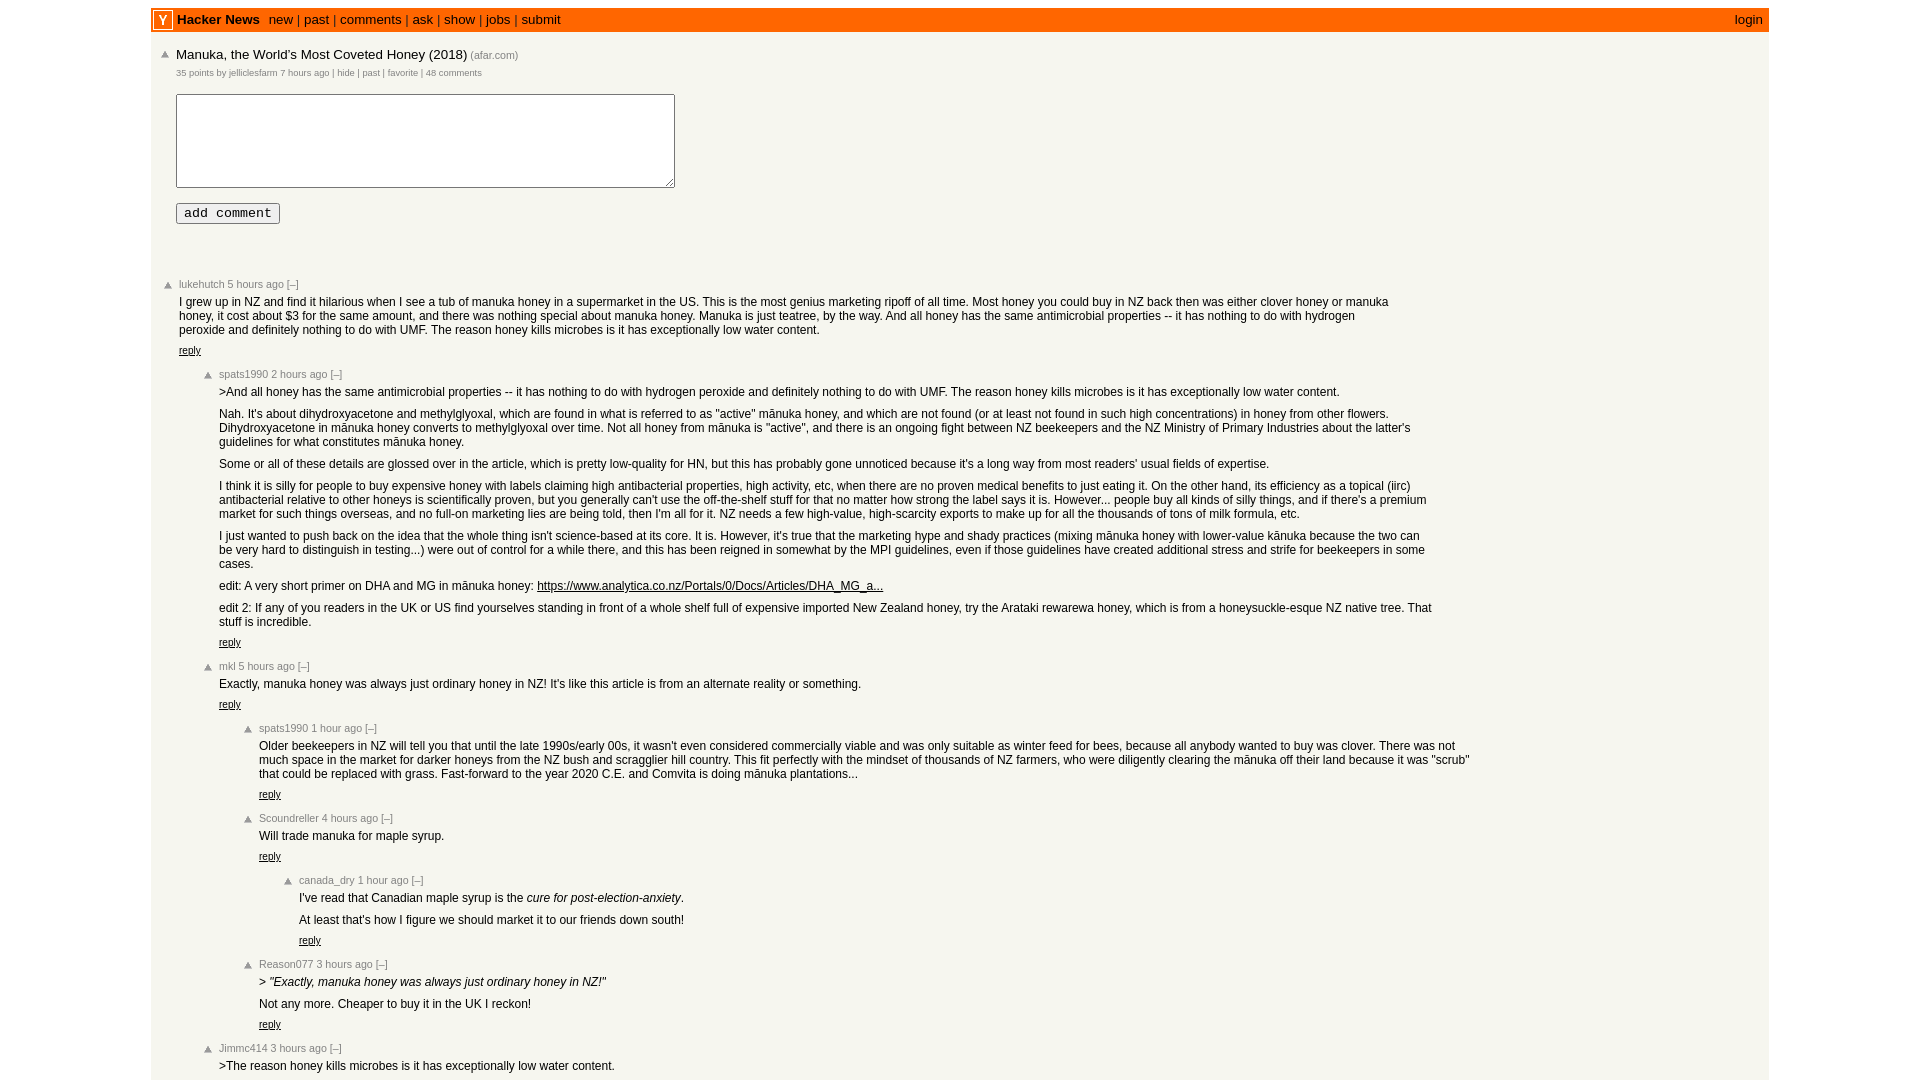 Y Hacker News new | past | comments | ask | show | jobs | submit login
Manuka, the World's Most Coveted Honey (2018) (afar.com)
35 points by jelliclesfarm 7 hours ago | hide | past | favorite | 48 comments
add comment
lukehutch 5 hours ago [–]
I grew up in NZ and find it hilarious when I see a tub of manuka honey in a supermarket in the US. This is the most genius marketing ripoff of all time. Most honey you could buy in NZ back then was either clover honey or manuka
honey, it cost about $3 for the same amount, and there was nothing special about manuka honey. Manuka is just teatree, by the way. And all honey has the same antimicrobial properties -- it has nothing to do with hydrogen
peroxide and definitely nothing to do with UMF. The reason honey kills microbes is it has exceptionally low water content.
reply
spats1990 2 hours ago [–]
>And all honey has the same antimicrobial properties -- it has nothing to do with hydrogen peroxide and definitely nothing to do with UMF. The reason honey kills microbes is it has exceptionally low water content.
Nah. It's about dihydroxyacetone and methylglyoxal, which are found in what is referred to as "active" mānuka honey, and which are not found (or at least not found in such high concentrations) in honey from other flowers.
Dihydroxyacetone in mānuka honey converts to methylglyoxal over time. Not all honey from mānuka is "active", and there is an ongoing fight between NZ beekeepers and the NZ Ministry of Primary Industries about the latter's
guidelines for what constitutes mānuka honey.
Some or all of these details are glossed over in the article, which is pretty low-quality for HN, but this has probably gone unnoticed because it's a long way from most readers' usual fields of expertise.
I think it is silly for people to buy expensive honey with labels claiming high antibacterial properties, high activity, etc, when there are no proven medical benefits to just eating it. On the other hand, its efficiency as a topical (iirc)
antibacterial relative to other honeys is scientifically proven, but you generally can't use the off-the-shelf stuff for that no matter how strong the label says it is. However... people buy all kinds of silly things, and if there's a premium
market for such things overseas, and no full-on marketing lies are being told, then I'm all for it. NZ needs a few high-value, high-scarcity exports to make up for all the thousands of tons of milk formula, etc.
I just wanted to push back on the idea that the whole thing isn't science-based at its core. It is. However, it's true that the marketing hype and shady practices (mixing mānuka honey with lower-value kānuka because the two can
be very hard to distinguish in testing...) were out of control for a while there, and this has been reigned in somewhat by the MPI guidelines, even if those guidelines have created additional stress and strife for beekeepers in some
cases.
edit: A very short primer on DHA and MG in mānuka honey: https://www.analytica.co.nz/Portals/0/Docs/Articles/DHA_MG_a...
edit 2: If any of you readers in the UK or US find yourselves standing in front of a whole shelf full of expensive imported New Zealand honey, try the Arataki rewarewa honey, which is from a honeysuckle-esque NZ native tree. That
stuff is incredible.
reply
mkl 5 hours ago [–]
Exactly, manuka honey was always just ordinary honey in NZ! It's like this article is from an alternate reality or something.
reply
spats1990 1 hour ago [–]
Older beekeepers in NZ will tell you that until the late 1990s/early 00s, it wasn't even considered commercially viable and was only suitable as winter feed for bees, because all anybody wanted to buy was clover. There was not
much space in the market for darker honeys from the NZ bush and scragglier hill country. This fit perfectly with the mindset of thousands of NZ farmers, who were diligently clearing the mānuka off their land because it was "scrub"
that could be replaced with grass. Fast-forward to the year 2020 C.E. and Comvita is doing mānuka plantations...
reply
Scoundreller 4 hours ago [–]
Will trade manuka for maple syrup.
reply
canada_dry 1 hour ago [–]
I've read that Canadian maple syrup is the cure for post-election-anxiety.
At least that's how I figure we should market it to our friends down south!
reply
Reason077 3 hours ago [–]
> "Exactly, manuka honey was always just ordinary honey in NZ!"
Not any more. Cheaper to buy it in the UK I reckon!
reply
Jimmc414 3 hours ago [–]
>The reason honey kills microbes is it has exceptionally low water content.